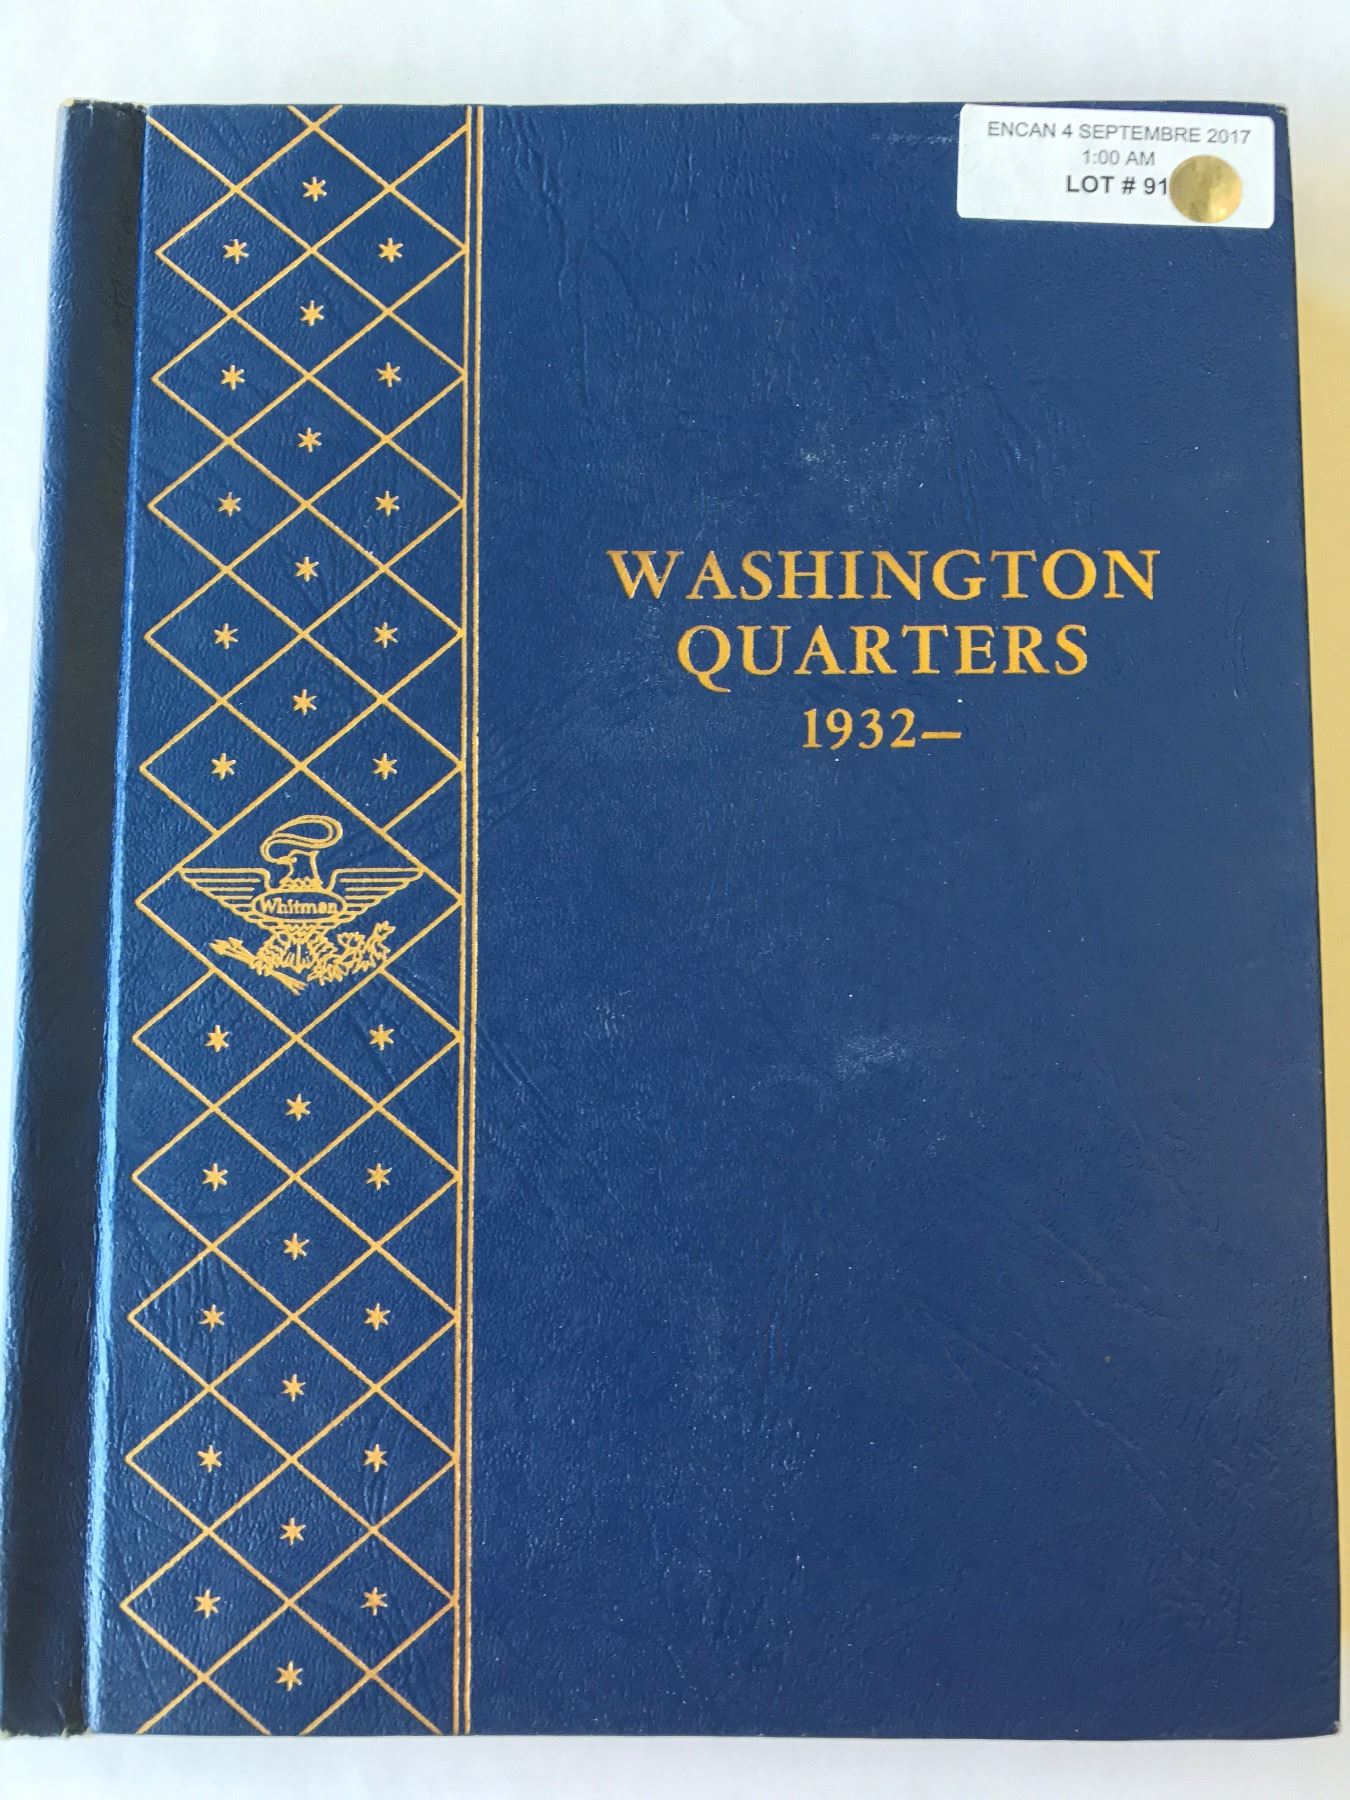 ENCAN 4 SEPTEMBRE 2017
1:00 AM
LOT # 91
WASHINGTON
QUARTERS
1932—
Whitman